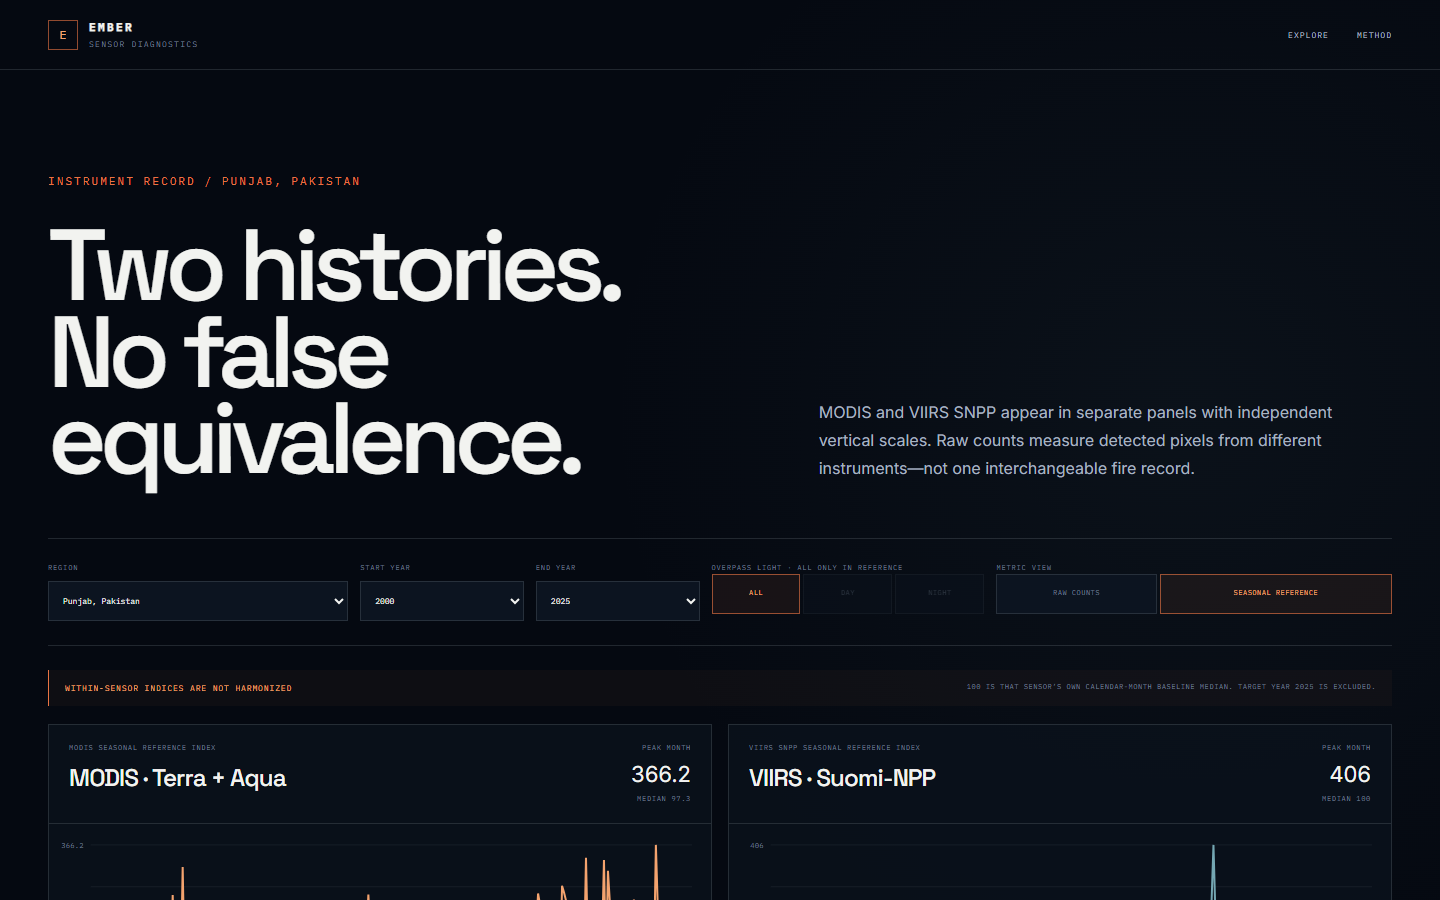 E
EMBER
SENSOR DIAGNOSTICS
EXPLORE
METHOD
INSTRUMENT RECORD / PUNJAB, PAKISTAN
Two histories.
No false
equivalence.
MODIS and VIIRS SNPP appear in separate panels with independent
vertical scales. Raw counts measure detected pixels from different
instruments—not one interchangeable fire record.
REGION
START YEAR
END YEAR
OVERPASS LIGHT · ALL ONLY IN REFERENCE
METRIC VIEW
Punjab, Pakistan
2000
2025
ALL
DAY
NIGHT
RAW COUNTS
SEASONAL REFERENCE
WITHIN-SENSOR INDICES ARE NOT HARMONIZED
100 IS THAT SENSOR'S OWN CALENDAR-MONTH BASELINE MEDIAN. TARGET YEAR 2025 IS EXCLUDED.
MODIS SEASONAL REFERENCE INDEX
MODIS · Terra + Aqua
PEAK MONTH
366.2
MEDIAN 97.3
366.2
VIIRS SNPP SEASONAL REFERENCE INDEX
VIIRS · Suomi-NPP
PEAK MONTH
406
MEDIAN 100
406